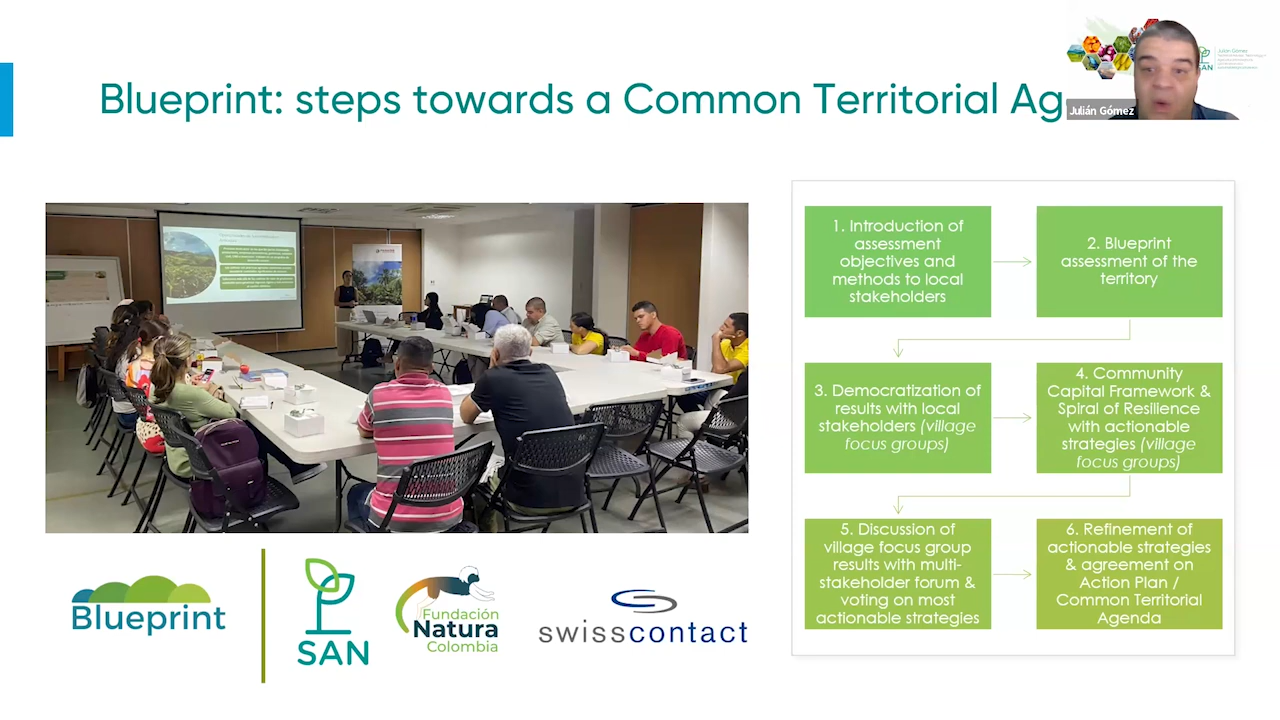 Blueprint: steps towards a Common Territorial Ag
Julián Gómez
SAN
Julián Gómez
1. Introduction of
assessment
objectives and
methods to local
stakeholders
2. Blueprint
assessment of the
territory
3. Democratization of
results with local
stakeholders (village
focus groups)
4. Community
Capital Framework &
Spiral of Resilience
with actionable
strategies (village
focus groups)
5. Discussion of
village focus group
results with multi-
stakeholder forum &
voting on most
actionable strategies
6. Refinement of
actionable strategies
& agreement on
Action Plan /
Common Territorial
Agenda
Blueprint
SAN
Fundación
Natura
Colombia
swisscontact